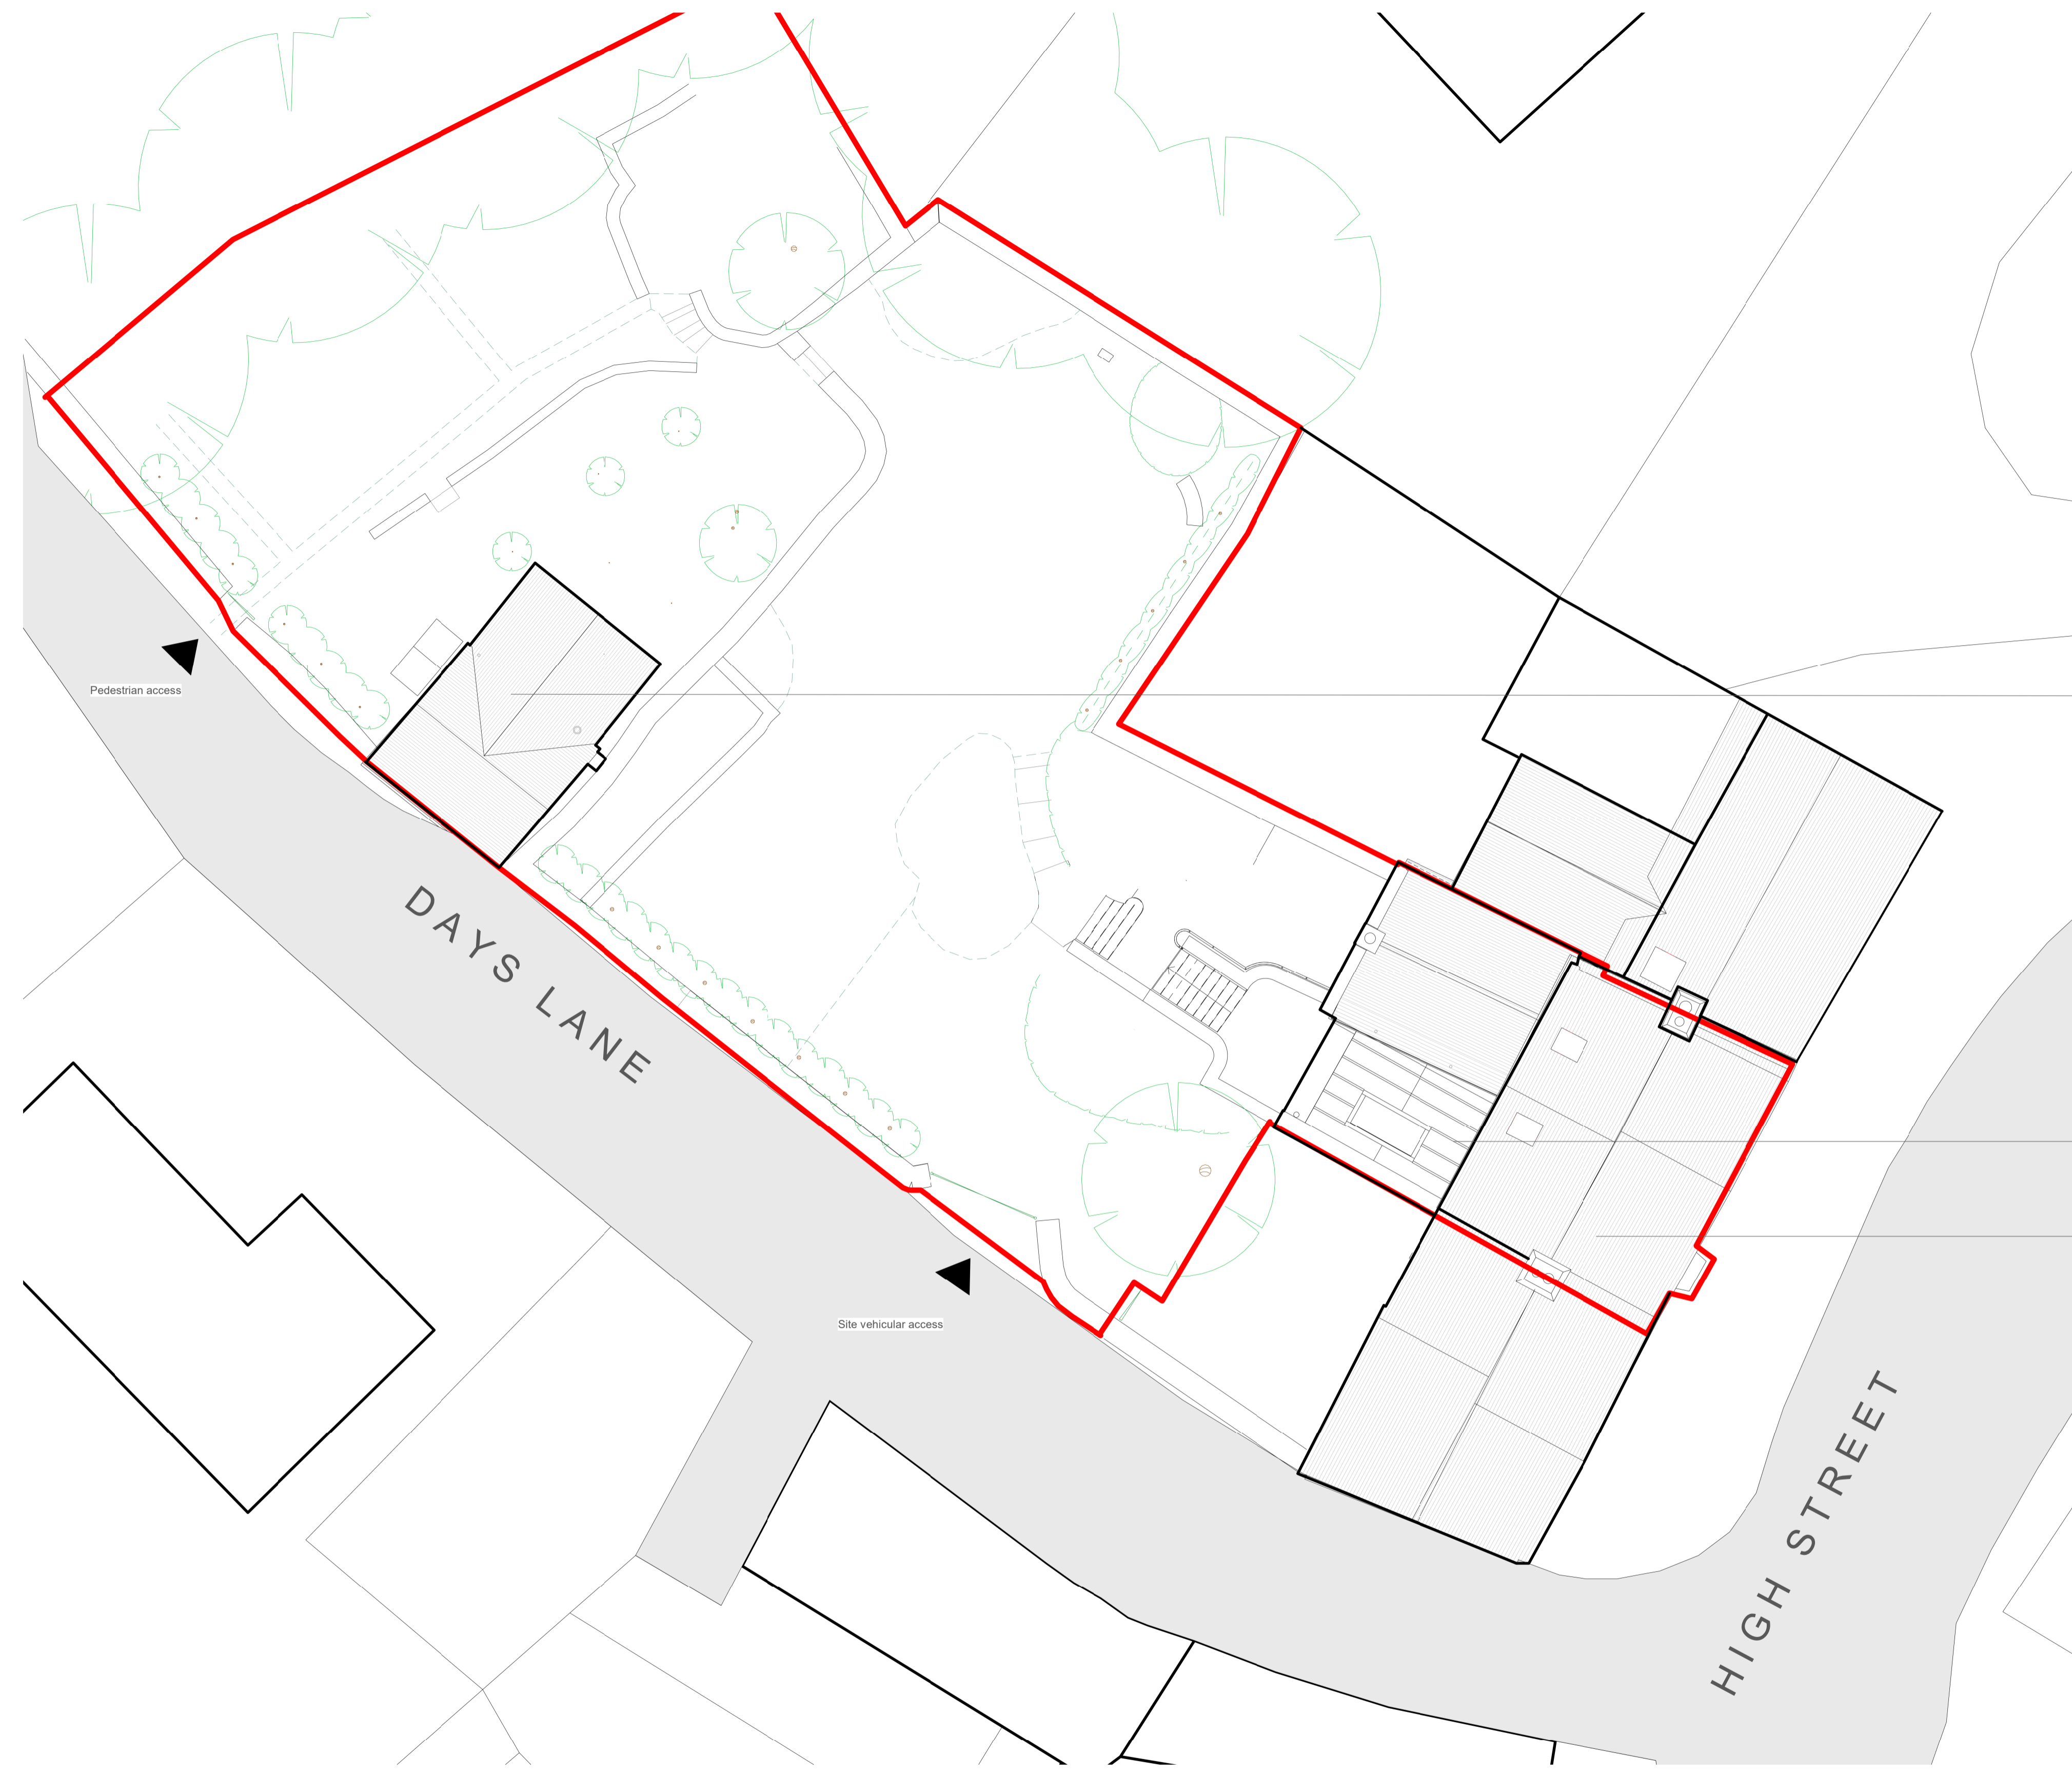 Pedestrian access
DAYS LANE
Site vehicular access
HIGH STREET